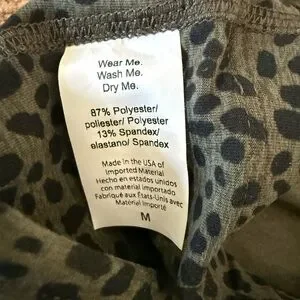 Wear Me.
Wash Me.
Dry Me.
87% Polyester/
poliester/ Polyester
13% Spandex/
elastano/ Spandex
Made in the USA of
Imported Material
Hecho en estados unidos
con material importado
Fabriqué aux États-Unis avec
Matérial Importé
M